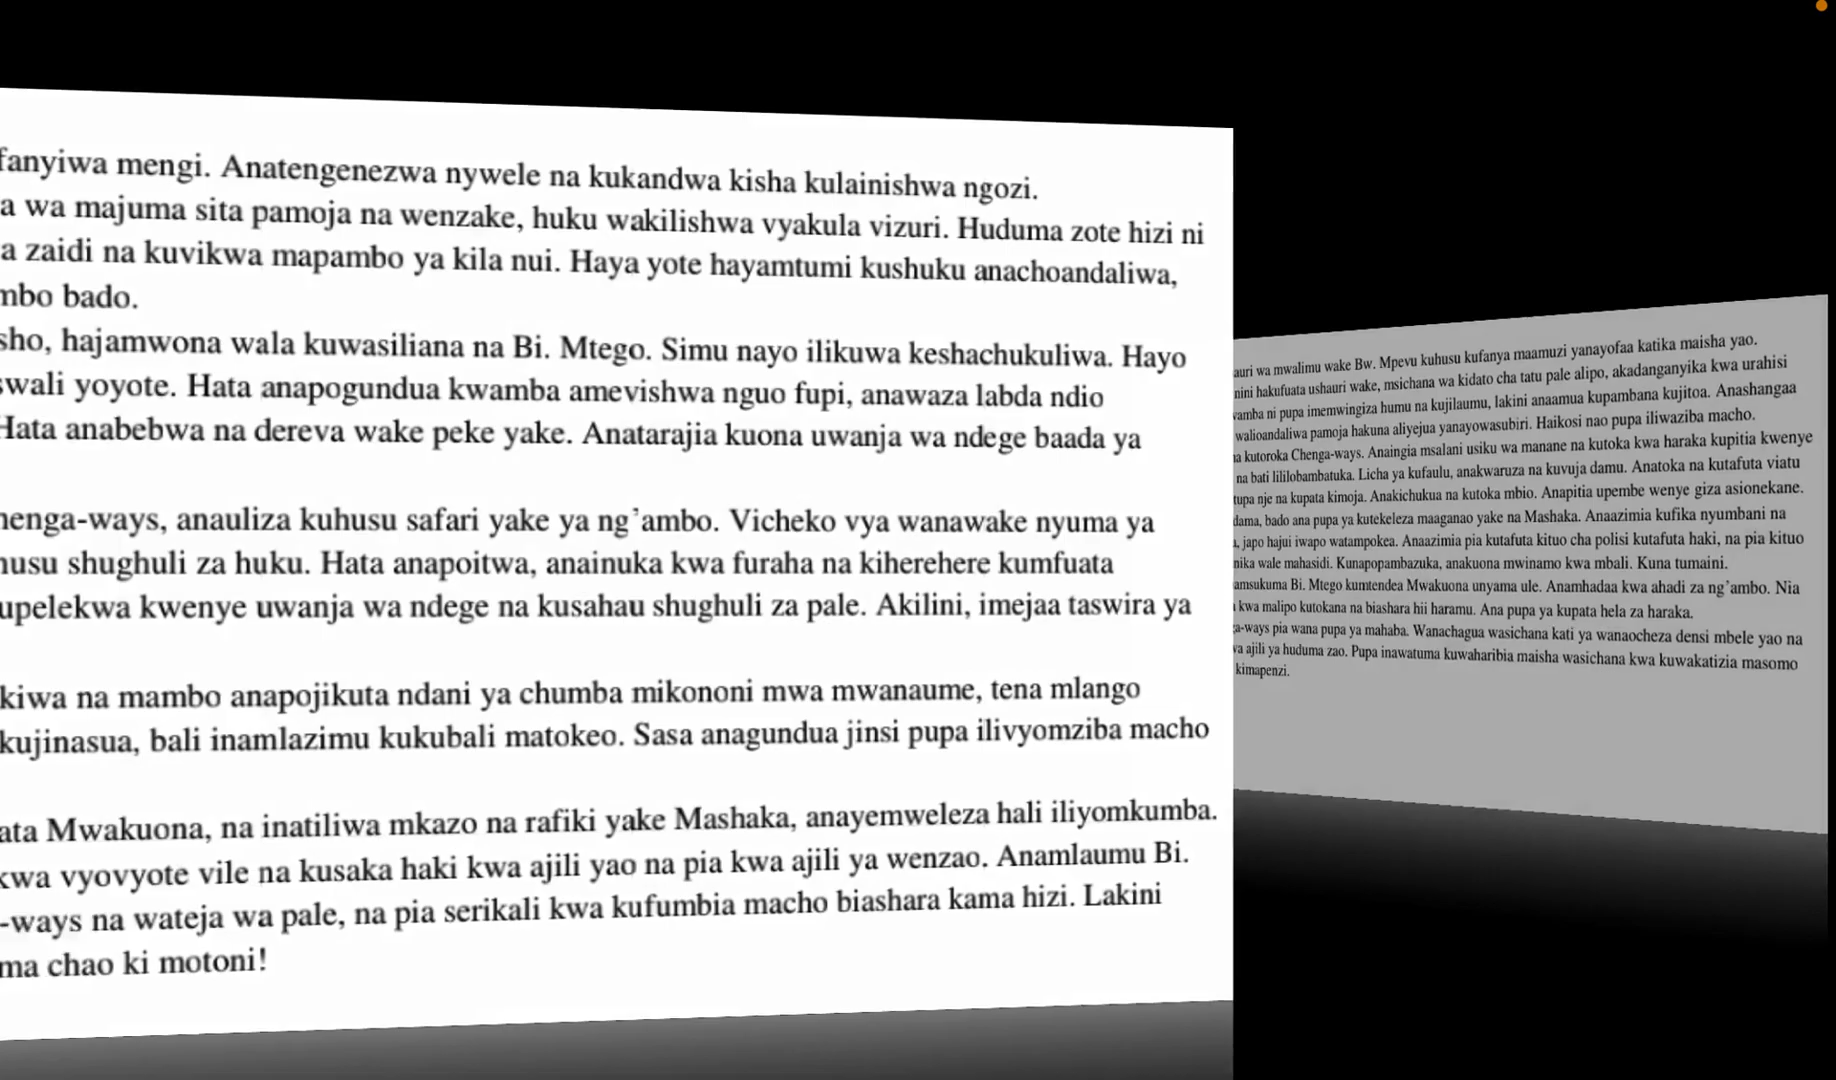 fanyiwa mengi. Anatengenezwa nywele na kukandwa kisha kulainishwa ngozi.
a wa majuma sita pamoja na wenzake, huku wakilishwa vyakula vizuri. Huduma zote hizi ni
a zaidi na kuvikwa mapambo ya kila nui. Haya yote hayamtumi kushuku anachoandaliwa,
mbo bado.
sho, hajamwona wala kuwasiliana na Bi. Mtego. Simu nayo ilikuwa keshachukuliwa. Hayo
swali yoyote. Hata anapogundua kwamba amevishwa nguo fupi, anawaza labda ndio
Hata anabebwa na dereva wake peke yake. Anatarajia kuona uwanja wa ndege baada ya
henga-ways, anauliza kuhusu safari yake ya ng’ambo. Vicheko vya wanawake nyuma ya
husu shughuli za huku. Hata anapoitwa, anainuka kwa furaha na kiherehere kumfuata
upelekwa kwenye uwanja wa ndege na kusahau shughuli za pale. Akilini, imejaa taswira ya
kiwa na mambo anapojikuta ndani ya chumba mikononi mwa mwanaume, tena mlango
kujinasua, bali inamlazimu kukubali matokeo. Sasa anagundua jinsi pupa ilivyomziba macho
ata Mwakuona, na inatiliwa mkazo na rafiki yake Mashaka, anayemweleza hali iliyomkumba.
kwa vyovyote vile na kusaka haki kwa ajili yao na pia kwa ajili ya wenzao. Anamlaumu Bi.
-ways na wateja wa pale, na pia serikali kwa kufumbia macho biashara kama hizi. Lakini
ma chao ki motoni!
auri wa mwalimu wake Bw. Mpevu kuhusu kufanya maamuzi yanayofaa katika maisha yao.
nini hakufuata ushauri wake, msichana wa kidato cha tatu pale alipo, akadanganyika kwa urahisi
vamba ni pupa imemwingiza humu na kujilaumu, lakini anaamua kupambana kujitoa. Anashangaa
walioandaliwa pamoja hakuna aliyejua yanayowasubiri. Haikosi nao pupa iliwaziba macho.
na kutoroka Chenga-ways. Anaingia msalani usiku wa manane na kutoka kwa haraka kupitia kwenye
na bati lililobambatuka. Licha ya kufaulu, anakwaruza na kuvuja damu. Anatoka na kutafuta viatu
tupa nje na kupata kimoja. Anakichukua na kutoka mbio. Anapitia upembe wenye giza asionekane.
dama, bado ana pupa ya kutekeleza maaganao yake na Mashaka. Anaazimia kufika nyumbani na
a, japo hajui iwapo watampokea. Anaazimia pia kutafuta kituo cha polisi kutafuta haki, na pia kituo
nika wale mahasidi. Kunapopambazuka, anakuona mwinamo kwa mbali. Kuna tumaini.
amsukuma Bi. Mtego kumtendea Mwakuona unyama ule. Anamhadaa kwa ahadi za ng’ambo. Nia
kwa malipo kutokana na biashara hii haramu. Ana pupa ya kupata hela za haraka.
ga-ways pia wana pupa ya mahaba. Wanachagua wasichana kati ya wanaocheza densi mbele yao na
wa ajili ya huduma zao. Pupa inawatuma kuwaharibia maisha wasichana kwa kuwakatizia masomo
kimapenzi.